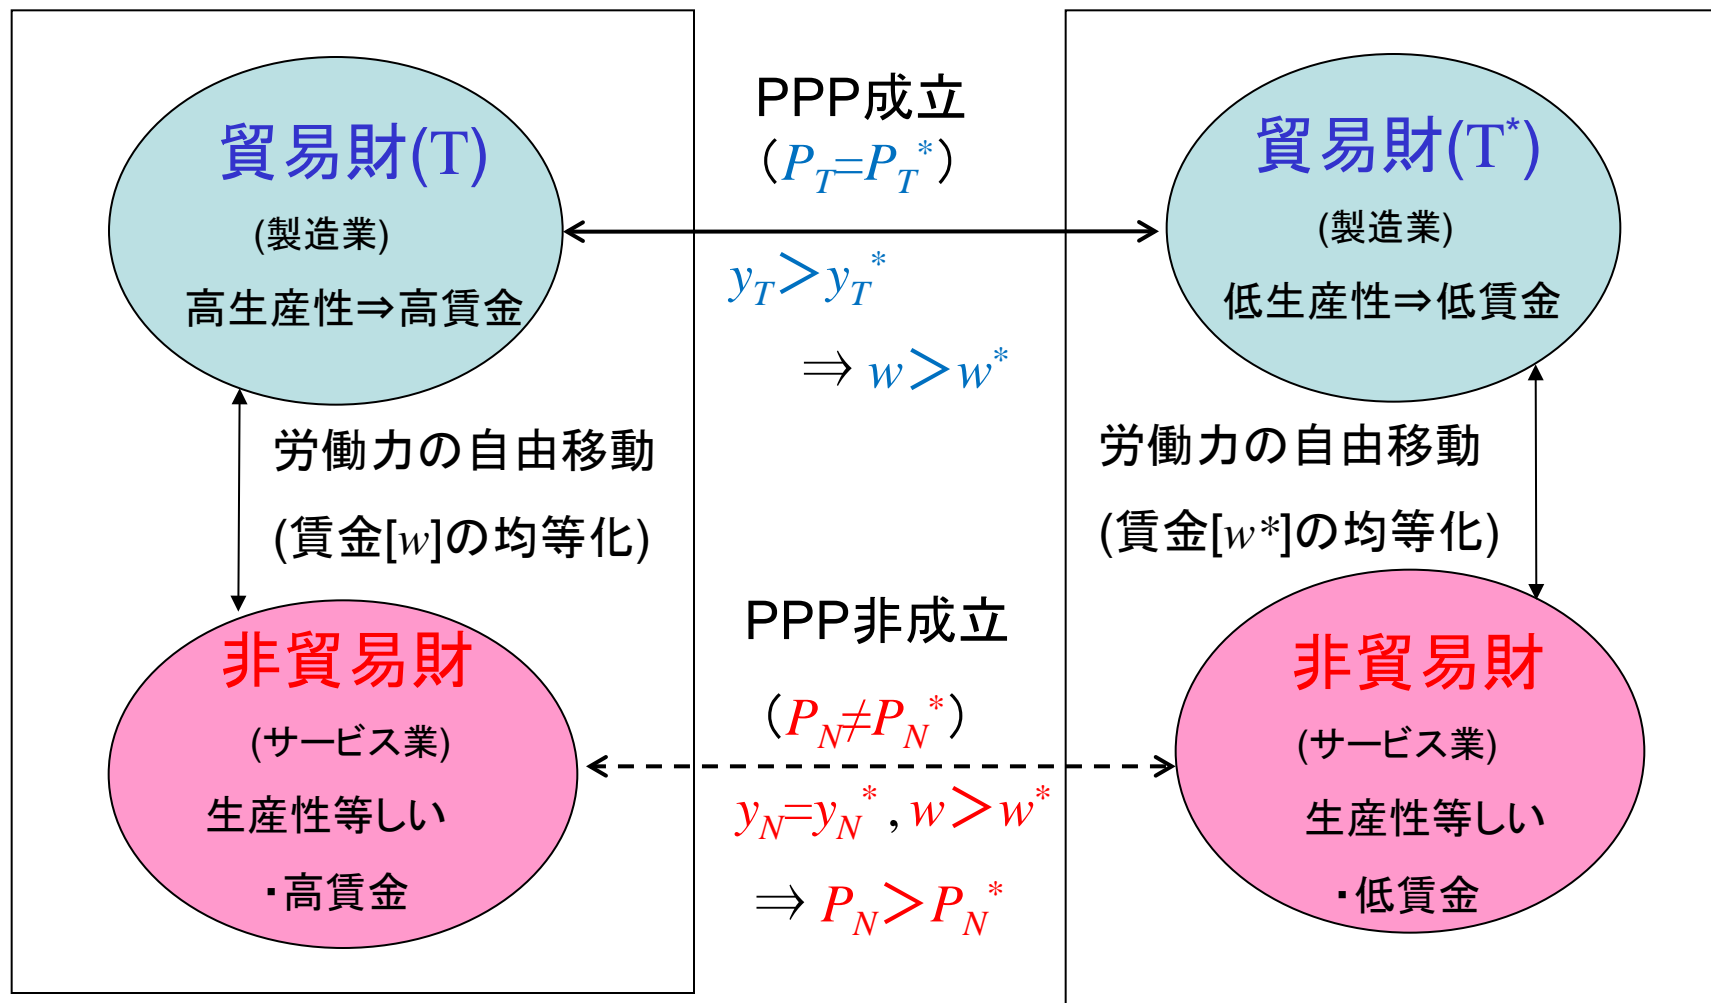 貿易財(T)
(製造業)
高生産性⇒高賃金
労働力の自由移動
(賃金[w]の均等化)
非貿易財
(サービス業)
生産性等しい
・高賃金
PPP成立
（P_T=P_T^*）
y_T＞y_T^*
⇒ w＞w^*
PPP非成立
（P_N≠P_N^*）
y_N=y_N^* , w＞w^*
⇒ P_N＞P_N^*
貿易財(T^*)
(製造業)
低生産性⇒低賃金
労働力の自由移動
(賃金[w*]の均等化)
非貿易財
(サービス業)
生産性等しい
・低賃金